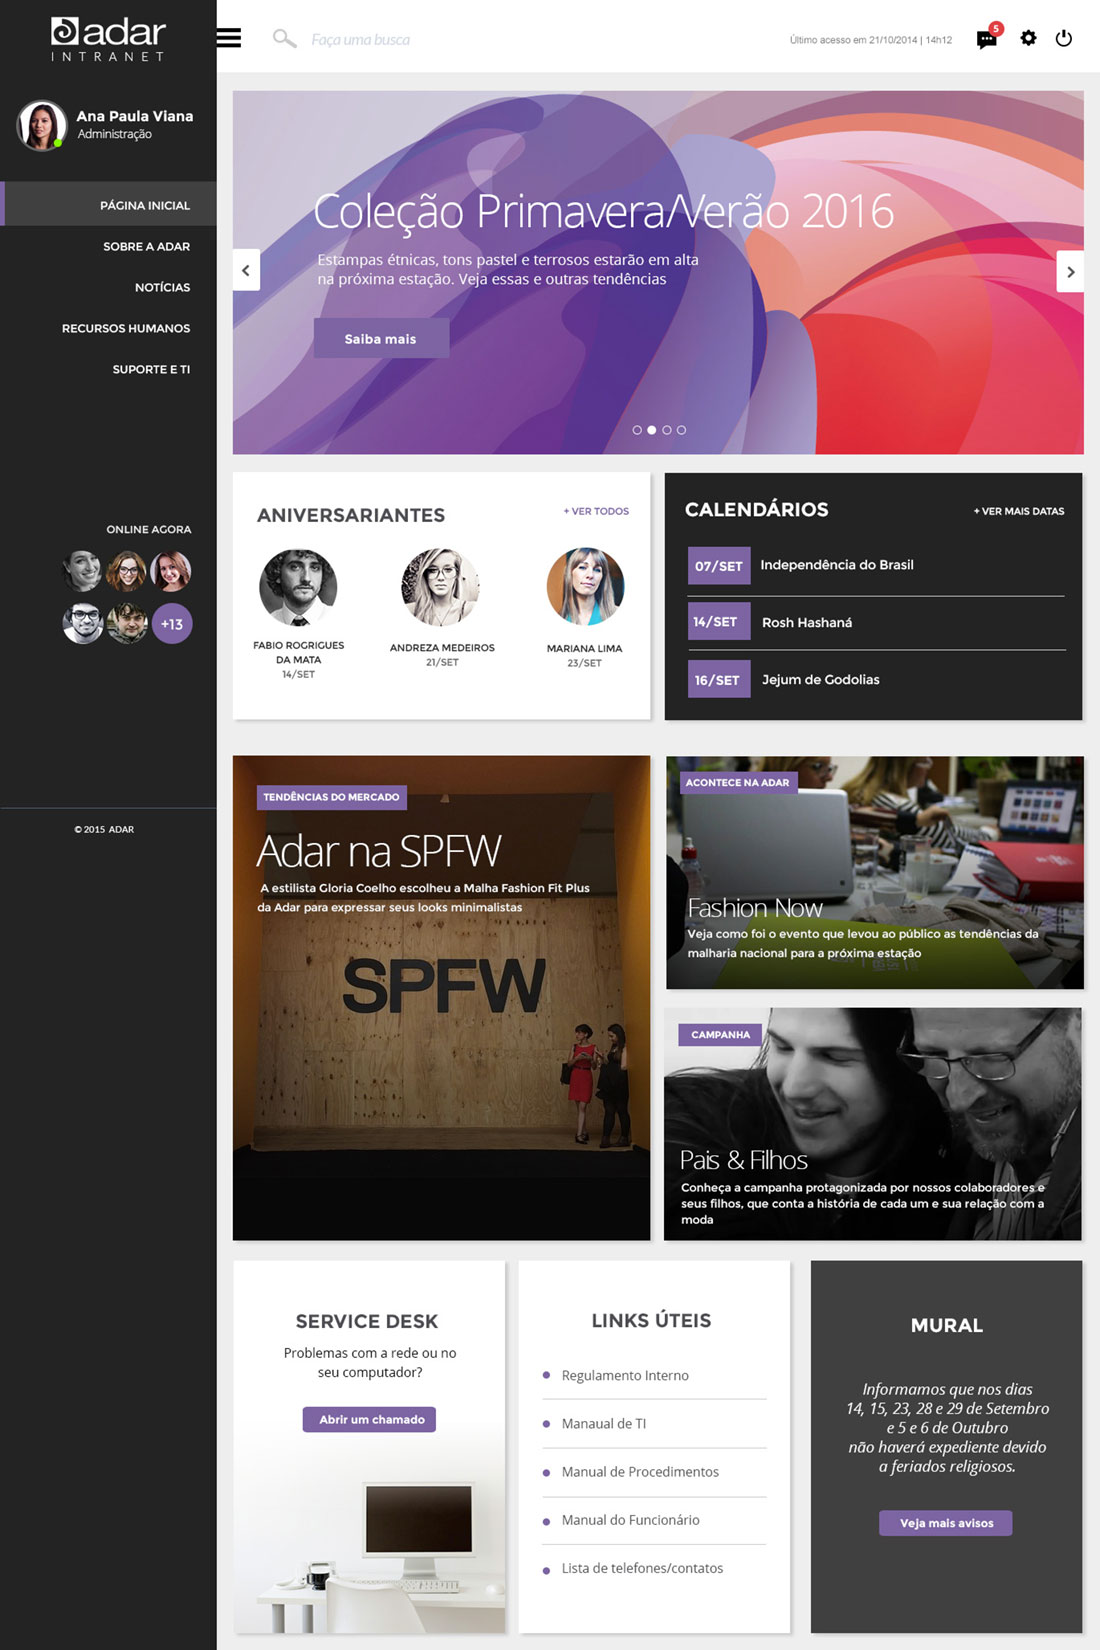 adar
INTRANET
Faça uma busca
Último acesso em 21/10/2014 | 14h12
5
Ana Paula Viana
Administração
PÁGINA INICIAL
SOBRE A ADAR
NOTÍCIAS
RECURSOS HUMANOS
SUPORTE E TI
ONLINE AGORA
+13
© 2015 ADAR
Coleção Primavera/Verão 2016
Estampas étnicas, tons pastel e terrosos estarão em alta
na próxima estação. Veja essas e outras tendências
Saiba mais
ANIVERSARIANTES
+ VER TODOS
FABIO ROGRIGUES
DA MATA
14/SET
ANDREZA MEDEIROS
21/SET
MARIANA LIMA
23/SET
CALENDÁRIOS
+ VER MAIS DATAS
07/SET Independência do Brasil
14/SET Rosh Hashaná
16/SET Jejum de Godolias
TENDÊNCIAS DO MERCADO
Adar na SPFW
A estilista Gloria Coelho escolheu a Malha Fashion Fit Plus
da Adar para expressar seus looks minimalistas
SPFW
ACONTECE NA ADAR
Fashion Now
Veja como foi o evento que levou ao público as tendências da
malharia nacional para a próxima estação
CAMPANHA
Pais & Filhos
Conheça a campanha protagonizada por nossos colaboradores e
seus filhos, que conta a história de cada um e sua relação com a
moda
SERVICE DESK
Problemas com a rede ou no
seu computador?
Abrir um chamado
LINKS ÚTEIS
Regulamento Interno
Manaual de TI
Manual de Procedimentos
Manual do Funcionário
Lista de telefones/contatos
MURAL
Informamos que nos dias
14, 15, 23, 28 e 29 de Setembro
e 5 e 6 de Outubro
não haverá expediente devido
a feriados religiosos.
Veja mais avisos